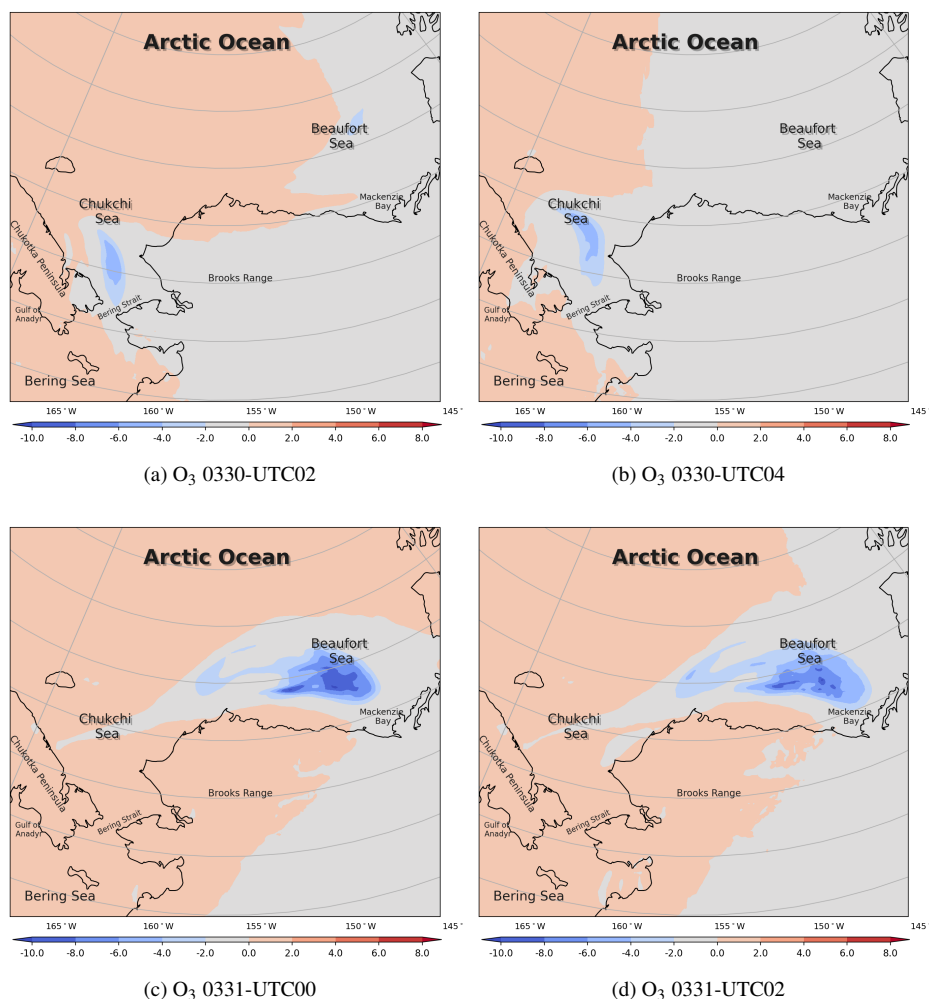 Arctic Ocean
Beaufort
Sea
Chukchi
Sea
Mackenzie
Bay
Chukotka Peninsula
Brooks Range
Gulf of
Anadyr
Bering Strait
Bering Sea
165°W 160°W 155°W 150°W 145°
-10.0 -8.0 -6.0 -4.0 -2.0 0.0 2.0 4.0 6.0 8.0
(a) O₃ 0330-UTC02
Arctic Ocean
Beaufort
Sea
Chukchi
Sea
Mackenzie
Bay
Chukotka Peninsula
Brooks Range
Gulf of
Anadyr
Bering Strait
Bering Sea
165°W 160°W 155°W 150°W 145°
-10.0 -8.0 -6.0 -4.0 -2.0 0.0 2.0 4.0 6.0 8.0
(b) O₃ 0330-UTC04
Arctic Ocean
Beaufort
Sea
Mackenzie
Bay
Chukchi
Sea
Chukotka Peninsula
Brooks Range
Gulf of
Anadyr
Bering Strait
Bering Sea
165°W 160°W 155°W 150°W 145°
-10.0 -8.0 -6.0 -4.0 -2.0 0.0 2.0 4.0 6.0 8.0
(c) O₃ 0331-UTC00
Arctic Ocean
Beaufort
Sea
Mackenzie
Bay
Chukchi
Sea
Chukotka Peninsula
Brooks Range
Gulf of
Anadyr
Bering Strait
Bering Sea
165°W 160°W 155°W 150°W 145°
-10.0 -8.0 -6.0 -4.0 -2.0 0.0 2.0 4.0 6.0 8.0
(d) O₃ 0331-UTC02